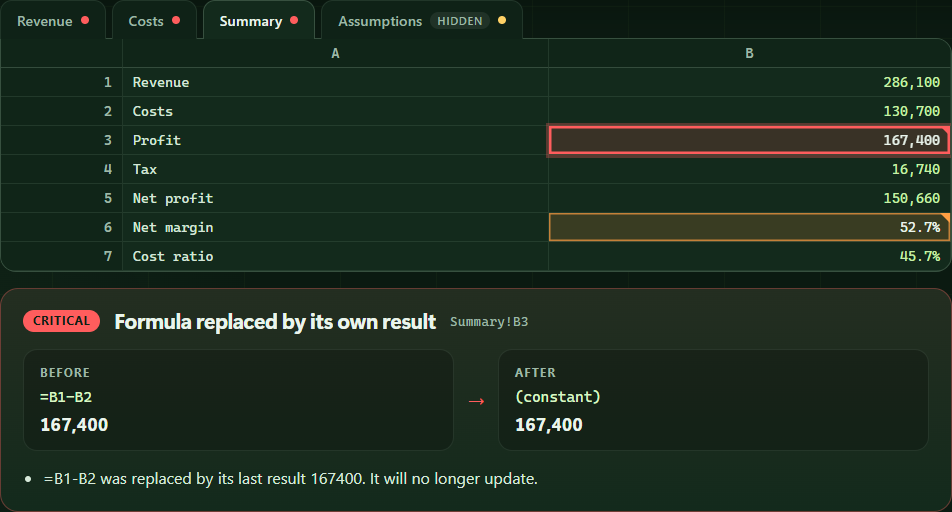 Revenue Costs Summary Assumptions HIDDEN
A B
1 Revenue 286,100
2 Costs 130,700
3 Profit 167,400
4 Tax 16,740
5 Net profit 150,660
6 Net margin 52.7%
7 Cost ratio 45.7%
CRITICAL Formula replaced by its own result Summary!B3
BEFORE
=B1-B2
167,400
→
AFTER
(constant)
167,400
• =B1-B2 was replaced by its last result 167400. It will no longer update.